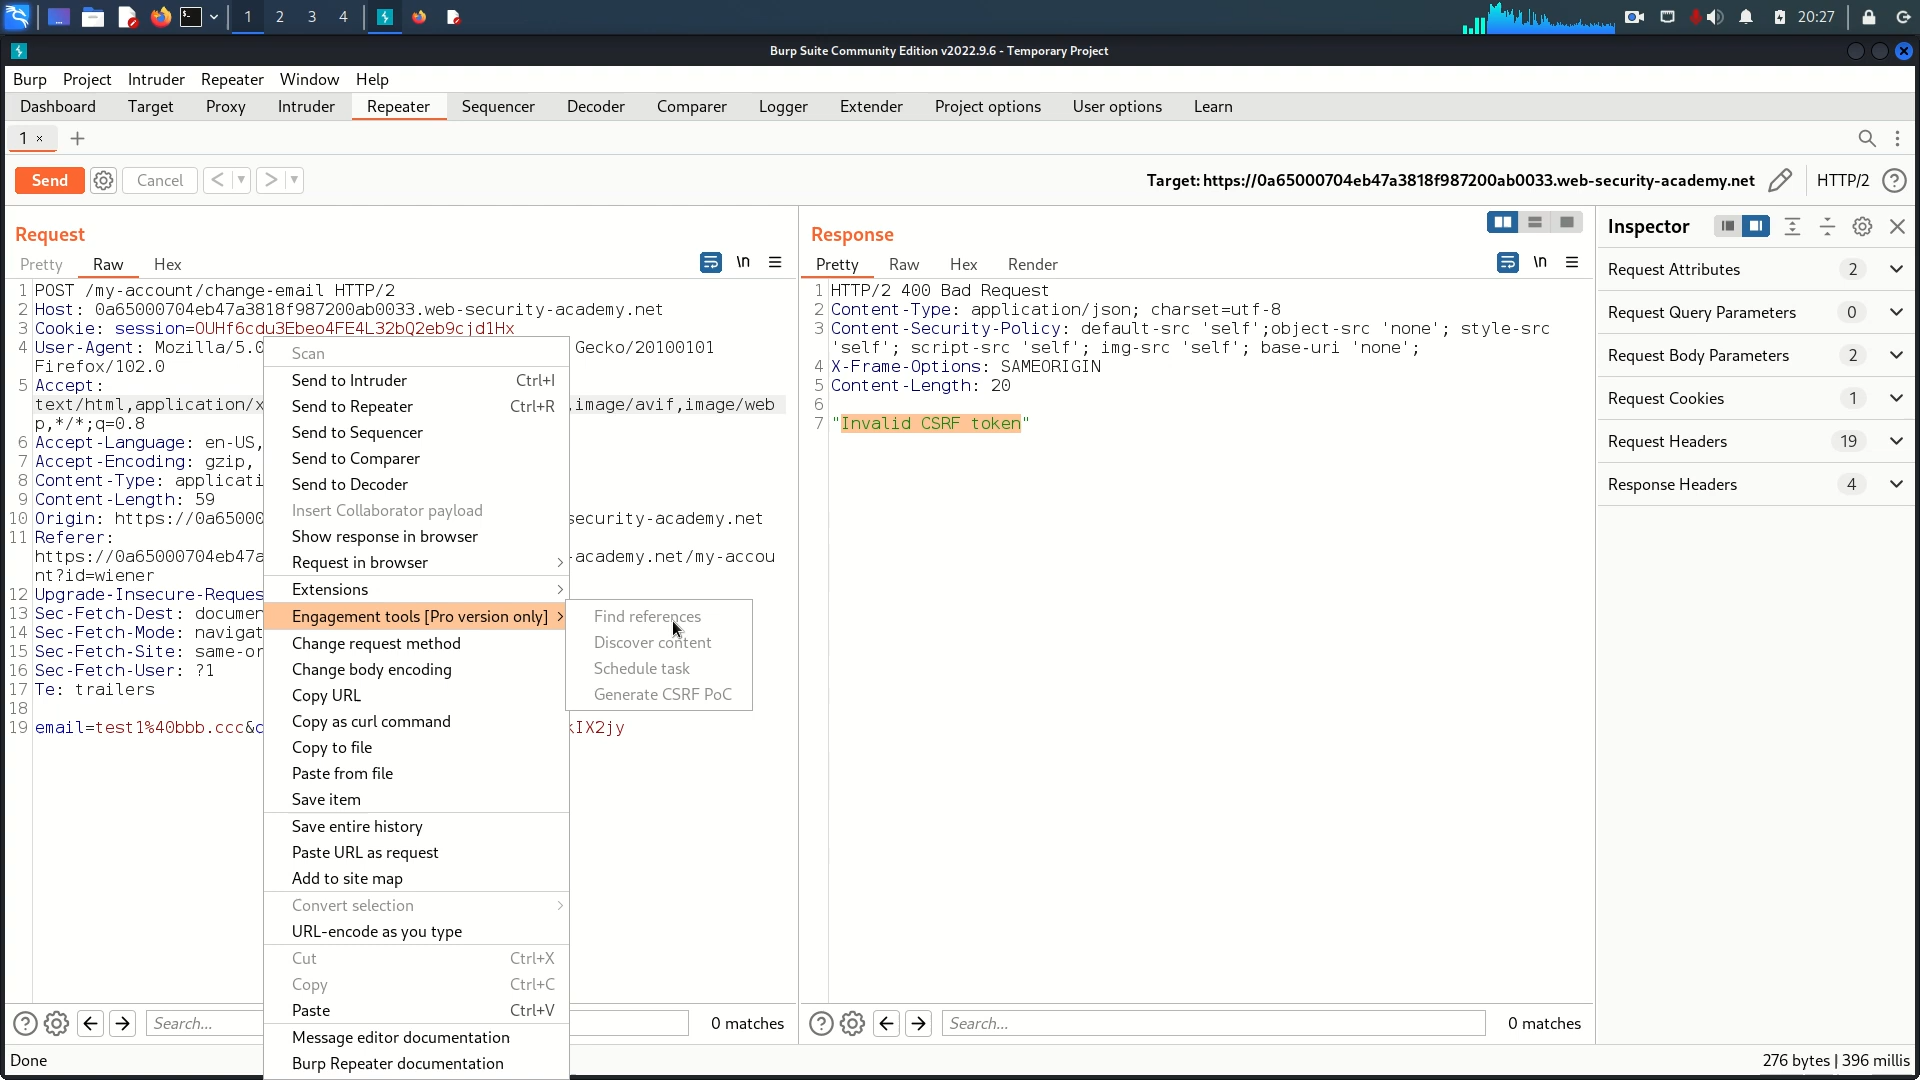 1 2 3 4 20:27
Burp Suite Community Edition v2022.9.6 - Temporary Project
Burp Project Intruder Repeater Window Help
Dashboard Target Proxy Intruder Repeater Sequencer Decoder Comparer Logger Extender Project options User options Learn
1 × +
Send Cancel < > Target: https://0a65000704eb47a3818f987200ab0033.web-security-academy.net HTTP/2 ?
Request
Pretty Raw Hex \n
1 POST /my-account/change-email HTTP/2
2 Host: 0a65000704eb47a3818f987200ab0033.web-security-academy.net
3 Cookie: session=OUHf6cdu3Ebeo4FE4L32bQ2eb9cjd1Hx
4 User-Agent: Mozilla/5.0 Gecko/20100101
Firefox/102.0
5 Accept:
text/html,application/x ,image/avif,image/web
p,*/*;q=0.8
6 Accept-Language: en-US,
7 Accept-Encoding: gzip,
8 Content-Type: applicati
9 Content-Length: 59
10 Origin: https://0a65000 security-academy.net
11 Referer:
https://0a65000704eb47a -academy.net/my-accou
nt?id=wiener
12 Upgrade-Insecure-Reques
13 Sec-Fetch-Dest: documen
14 Sec-Fetch-Mode: navigat
15 Sec-Fetch-Site: same-or
16 Sec-Fetch-User: ?1
17 Te: trailers
18
19 email=test1%40bbb.ccc&c kIX2jy
Scan
Send to Intruder Ctrl+I
Send to Repeater Ctrl+R
Send to Sequencer
Send to Comparer
Send to Decoder
Insert Collaborator payload
Show response in browser
Request in browser >
Extensions >
Engagement tools [Pro version only] >
Change request method
Change body encoding
Copy URL
Copy as curl command
Copy to file
Paste from file
Save item
Save entire history
Paste URL as request
Add to site map
Convert selection >
URL-encode as you type
Cut Ctrl+X
Copy Ctrl+C
Paste Ctrl+V
Message editor documentation
Burp Repeater documentation
Find references
Discover content
Schedule task
Generate CSRF PoC
? Search... 0 matches
Response
Pretty Raw Hex Render \n
1 HTTP/2 400 Bad Request
2 Content-Type: application/json; charset=utf-8
3 Content-Security-Policy: default-src 'self';object-src 'none'; style-src
'self'; script-src 'self'; img-src 'self'; base-uri 'none';
4 X-Frame-Options: SAMEORIGIN
5 Content-Length: 20
6
7 "Invalid CSRF token"
? Search... 0 matches
Inspector
Request Attributes 2
Request Query Parameters 0
Request Body Parameters 2
Request Cookies 1
Request Headers 19
Response Headers 4
Done 276 bytes | 396 millis